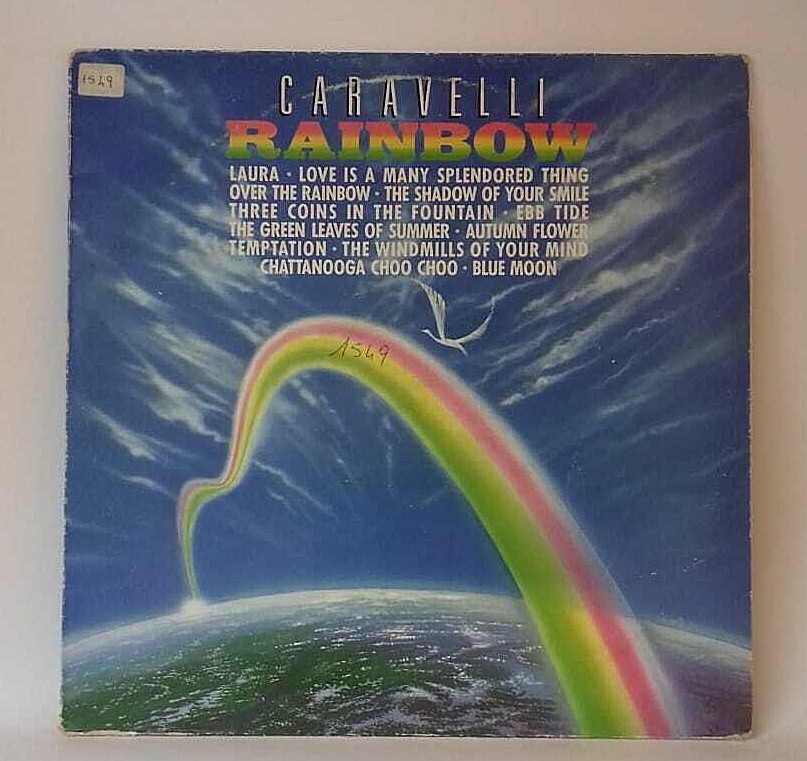 1549
CARAVELLI
RAINBOW
LAURA · LOVE IS A MANY SPLENDORED THING
OVER THE RAINBOW · THE SHADOW OF YOUR SMILE
THREE COINS IN THE FOUNTAIN · EBB TIDE
THE GREEN LEAVES OF SUMMER · AUTUMN FLOWER
TEMPTATION · THE WINDMILLS OF YOUR MIND
CHATTANOOGA CHOO CHOO · BLUE MOON
1549